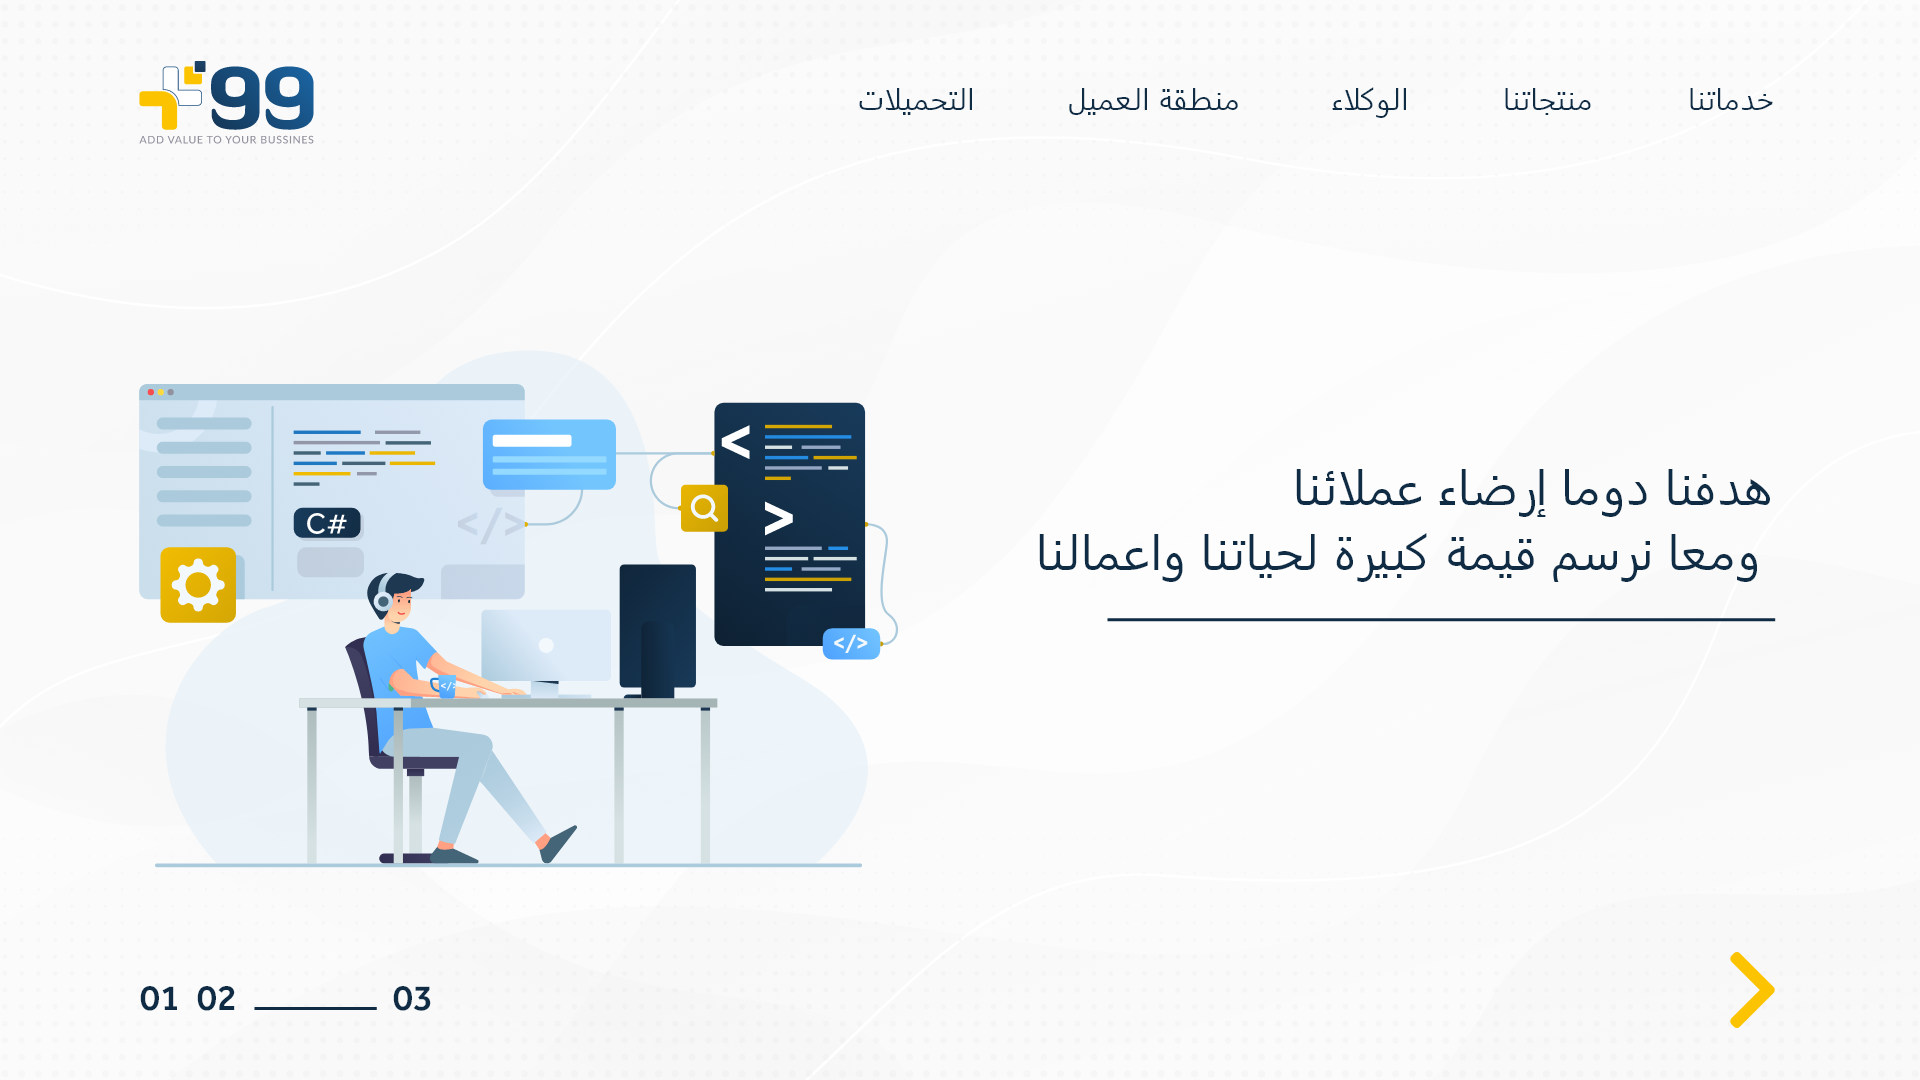 99
ADD VALUE TO YOUR BUSSINES
خدماتنا
منتجاتنا
الوكلاء
منطقة العميل
التحميلات
هدفنا دوما إرضاء عملائنا
ومعا نرسم قيمة كبيرة لحياتنا واعمالنا
<
>
C#
</>
</>
</>
01 02 03